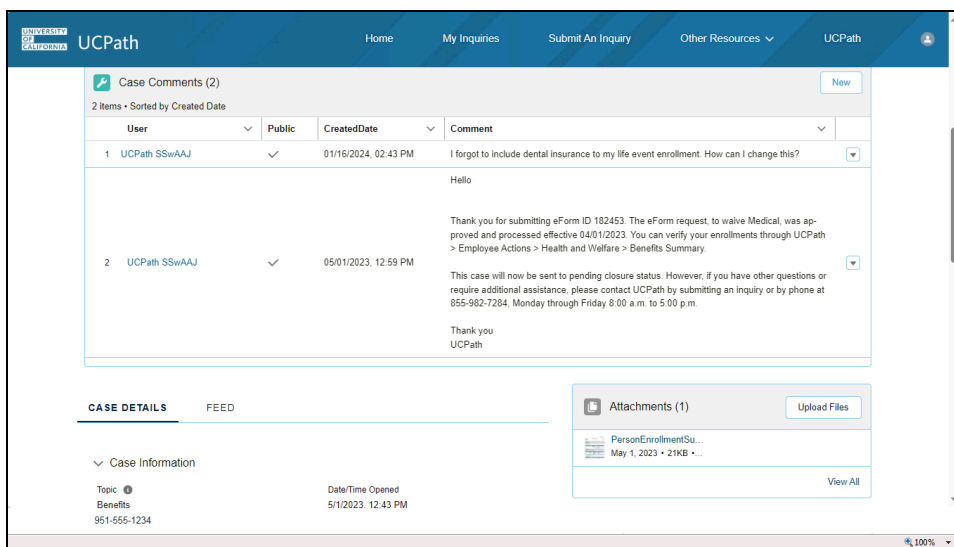 UNIVERSITY
OF
CALIFORNIA
UCPath
Home
My Inquiries
Submit An Inquiry
Other Resources
UCPath
Case Comments (2)
New
2 items • Sorted by Created Date
User
Public
CreatedDate
Comment
1 UCPath SSwAAJ 01/16/2024, 02:43 PM I forgot to include dental insurance to my life event enrollment. How can I change this?
2 UCPath SSwAAJ 05/01/2023, 12:59 PM
Hello
Thank you for submitting eForm ID 182453. The eForm request, to waive Medical, was ap-
proved and processed effective 04/01/2023. You can verify your enrollments through UCPath
> Employee Actions > Health and Welfare > Benefits Summary.
This case will now be sent to pending closure status. However, if you have other questions or
require additional assistance, please contact UCPath by submitting an inquiry or by phone at
855-982-7284, Monday through Friday 8:00 a.m. to 5:00 p.m.
Thank you
UCPath
CASE DETAILS
FEED
Attachments (1)
Upload Files
PersonEnrollmentSu...
May 1, 2023 • 21KB •...
View All
Case Information
Topic
Benefits
951-555-1234
Date/Time Opened
5/1/2023. 12:43 PM
100%